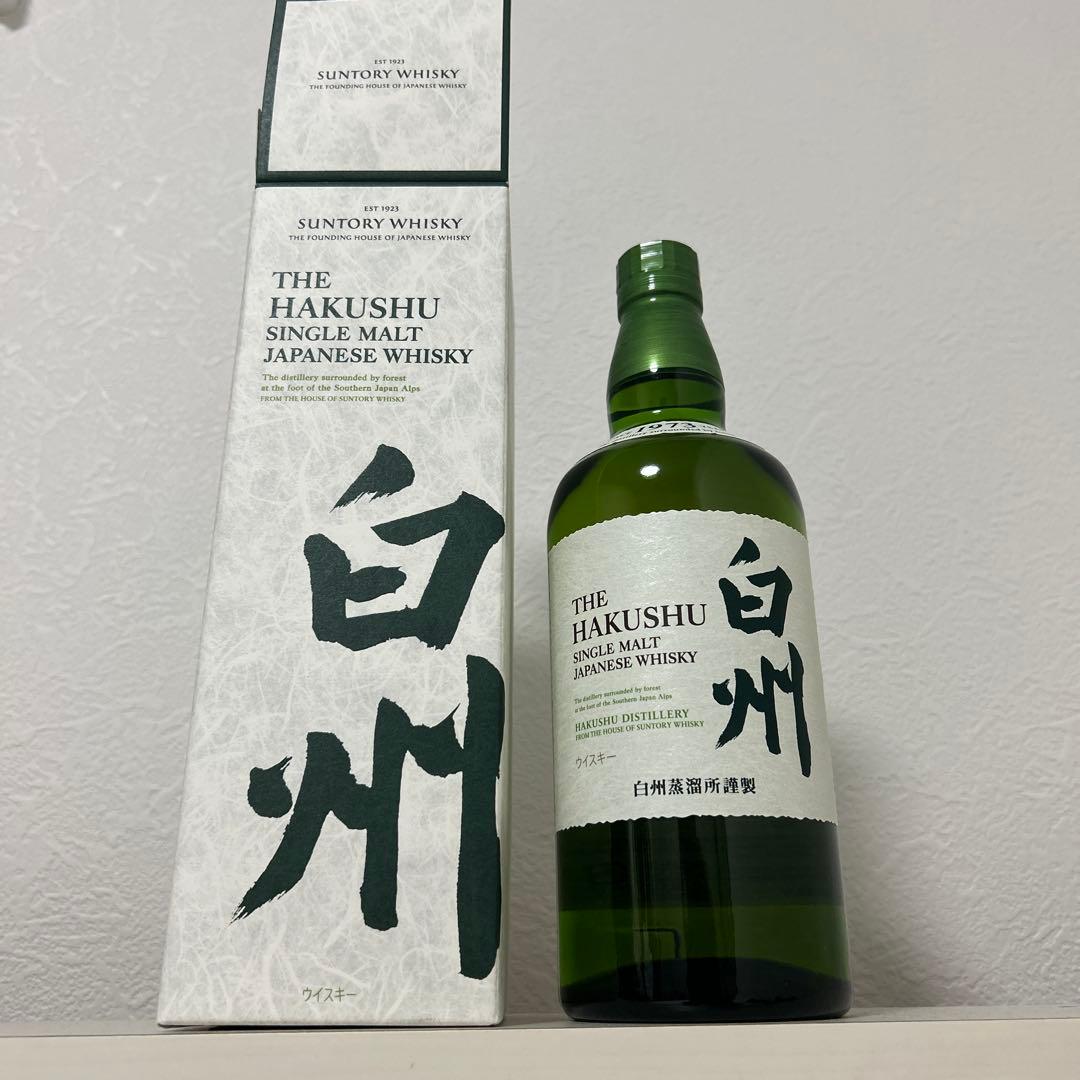 EST 1923
SUNTORY WHISKY
THE FOUNDING HOUSE OF JAPANESE WHISKY
EST 1923
SUNTORY WHISKY
THE FOUNDING HOUSE OF JAPANESE WHISKY
THE
HAKUSHU
SINGLE MALT
JAPANESE WHISKY
The distillery surrounded by forest
at the foot of the Southern Japan Alps
FROM THE HOUSE OF SUNTORY WHISKY
白州
ウイスキー
1973
distillery surrounded by
THE
HAKUSHU
SINGLE MALT
JAPANESE WHISKY
The distillery surrounded by forest
at the foot of the Southern Japan Alps
HAKUSHU DISTILLERY
FROM THE HOUSE OF SUNTORY WHISKY
ウイスキー
白州
白州蒸溜所謹製